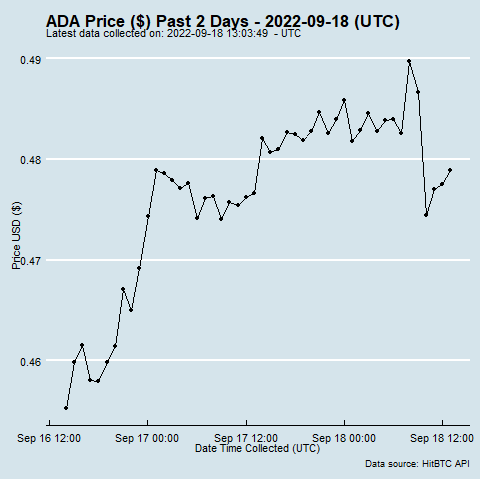 ADA Price ($) Past 2 Days - 2022-09-18 (UTC)
Latest data collected on: 2022-09-18 13:03:49 - UTC
0.49
0.48
0.47
0.46
Price USD ($)
Sep 16 12:00 Sep 17 00:00 Sep 17 12:00 Sep 18 00:00 Sep 18 12:00
Date Time Collected (UTC)
Data source: HitBTC API